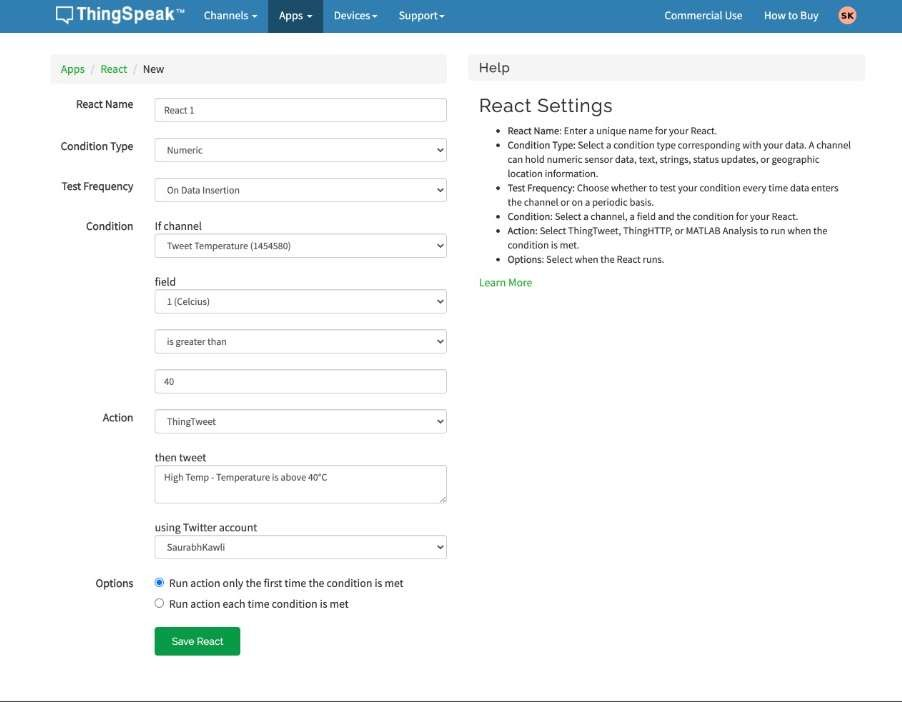 ThingSpeak™ Channels Apps Devices Support Commercial Use How to Buy SK
Apps / React / New
React Name
React 1
Condition Type
Numeric
Test Frequency
On Data Insertion
Condition
If channel
Tweet Temperature (1454580)
field
1 (Celcius)
is greater than
40
Action
ThingTweet
then tweet
High Temp - Temperature is above 40°C
using Twitter account
SaurabhKawli
Options
Run action only the first time the condition is met
Run action each time condition is met
Save React
Help
React Settings
• React Name: Enter a unique name for your React.
• Condition Type: Select a condition type corresponding with your data. A channel
can hold numeric sensor data, text, strings, status updates, or geographic
location information.
• Test Frequency: Choose whether to test your condition every time data enters
the channel or on a periodic basis.
• Condition: Select a channel, a field and the condition for your React.
• Action: Select ThingTweet, ThingHTTP, or MATLAB Analysis to run when the
condition is met.
• Options: Select when the React runs.
Learn More